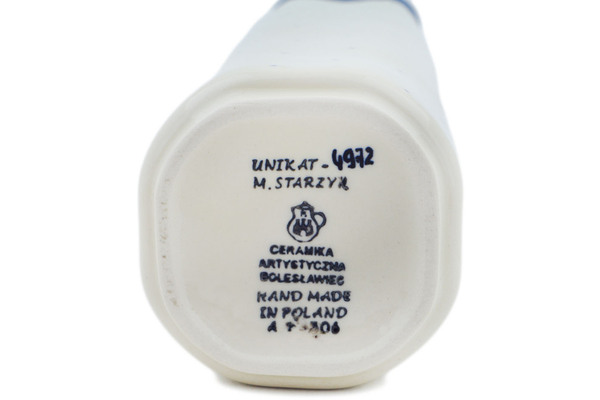 UNIKAT - 4972
M. STARZYK
CERAMIKA
ARTYSTYCZNA
BOLESŁAWIEC
HAND MADE
IN POLAND
A